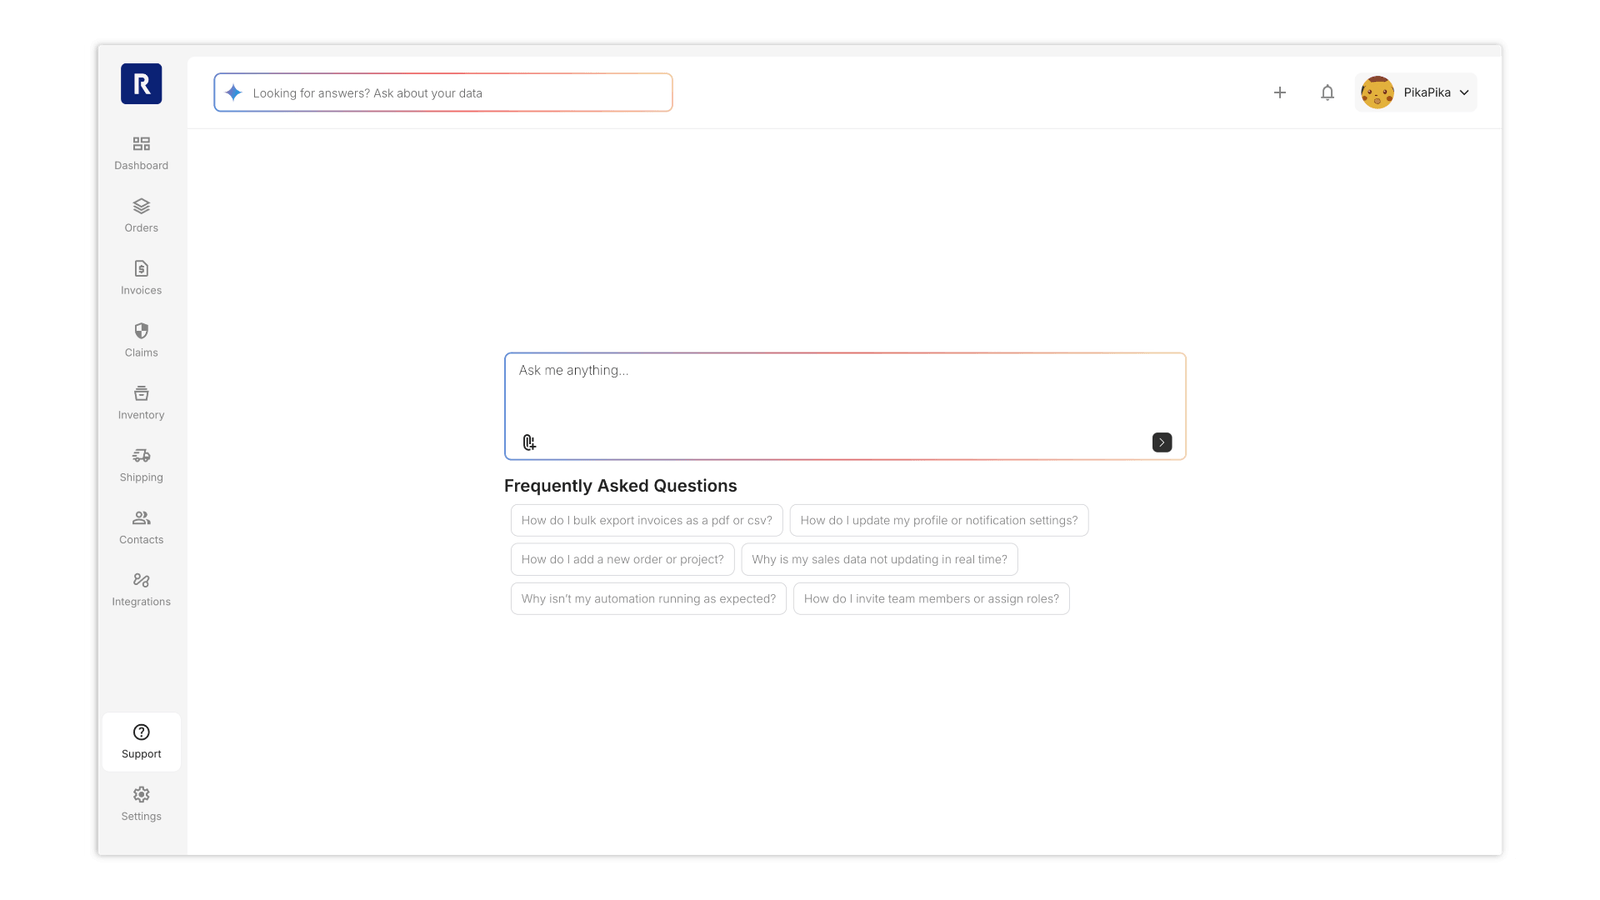 R
Looking for answers? Ask about your data
PikaPika
Dashboard
Orders
Invoices
Claims
Inventory
Shipping
Contacts
Integrations
Support
Settings
Ask me anything...
Frequently Asked Questions
How do I bulk export invoices as a pdf or csv?
How do I update my profile or notification settings?
How do I add a new order or project?
Why is my sales data not updating in real time?
Why isn’t my automation running as expected?
How do I invite team members or assign roles?